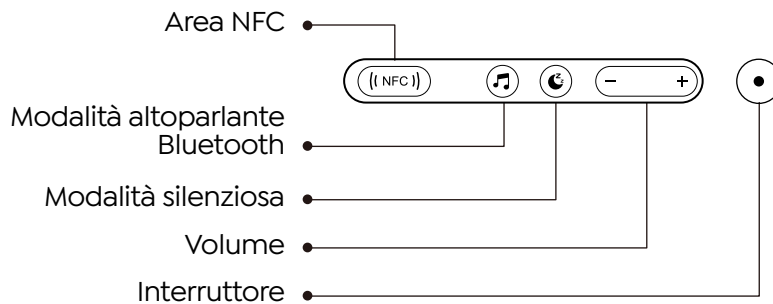 Area NFC
((NFC))
Modalità altoparlante
Bluetooth
Modalità silenziosa
Volume
Interruttore